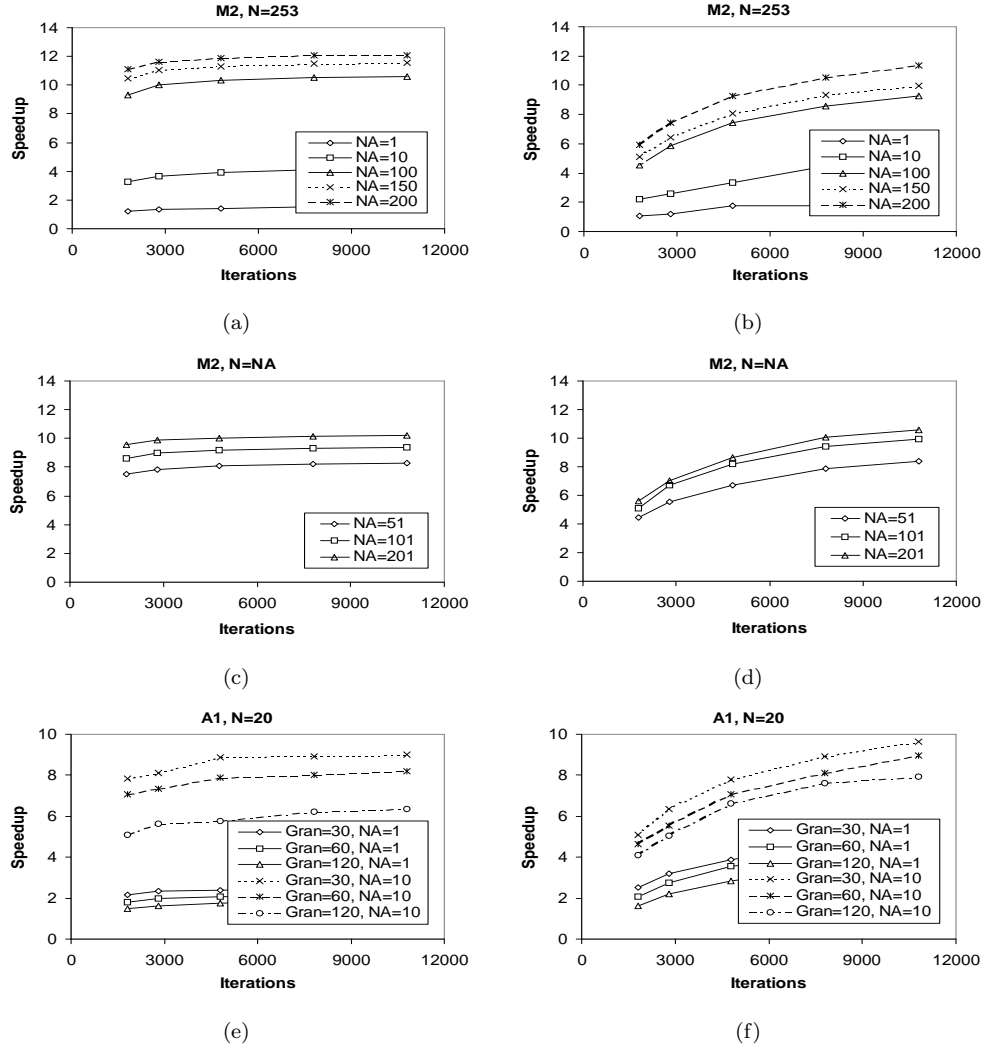 M2, N=253
14
12
10
8
6
4
2
0
Speedup
NA=1
NA=10
NA=100
NA=150
NA=200
0 3000 6000 9000 12000
Iterations
(a)
M2, N=253
14
12
10
8
6
4
2
0
Speedup
NA=1
NA=10
NA=100
NA=150
NA=200
0 3000 6000 9000 12000
Iterations
(b)
M2, N=NA
14
12
10
8
6
4
2
0
Speedup
NA=51
NA=101
NA=201
0 3000 6000 9000 12000
Iterations
(c)
M2, N=NA
14
12
10
8
6
4
2
0
Speedup
NA=51
NA=101
NA=201
0 3000 6000 9000 12000
Iterations
(d)
A1, N=20
10
8
6
4
2
0
Speedup
Gran=30, NA=1
Gran=60, NA=1
Gran=120, NA=1
Gran=30, NA=10
Gran=60, NA=10
Gran=120, NA=10
0 3000 6000 9000 12000
Iterations
(e)
A1, N=20
10
8
6
4
2
0
Speedup
Gran=30, NA=1
Gran=60, NA=1
Gran=120, NA=1
Gran=30, NA=10
Gran=60, NA=10
Gran=120, NA=10
0 3000 6000 9000 12000
Iterations
(f)